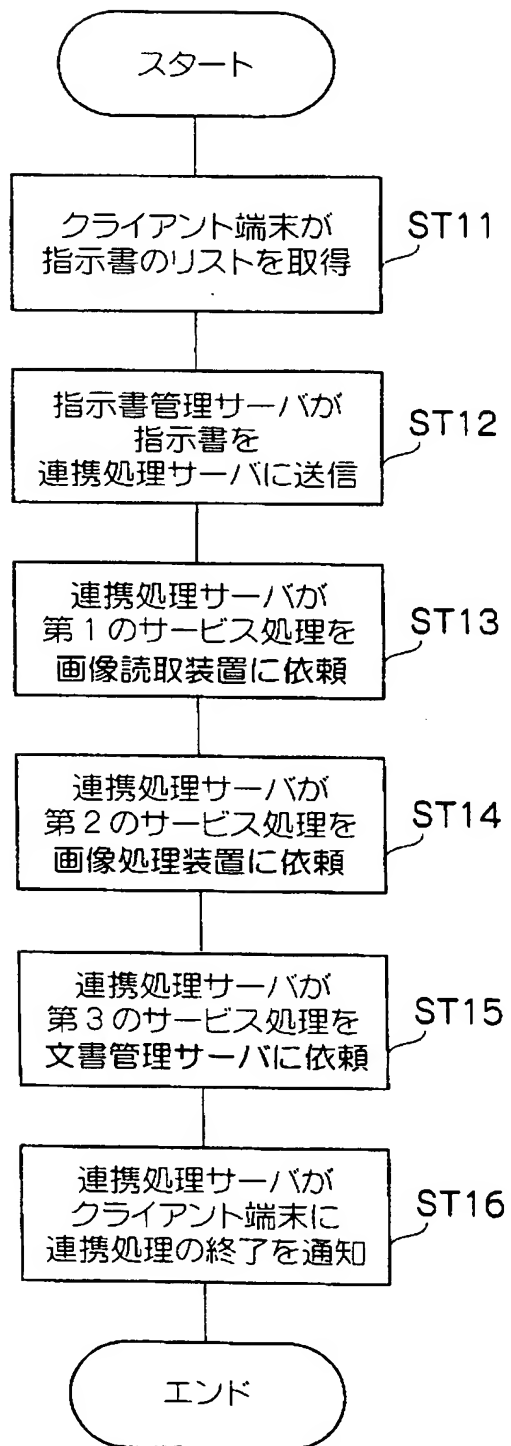 スタート
クライアント端末が
指示書のリストを取得
ST11
指示書管理サーバが
指示書を
連携処理サーバに送信
ST12
連携処理サーバが
第1のサービス処理を
画像読取装置に依頼
ST13
連携処理サーバが
第2のサービス処理を
画像処理装置に依頼
ST14
連携処理サーバが
第3のサービス処理を
文書管理サーバに依頼
ST15
連携処理サーバが
クライアント端末に
連携処理の終了を通知
ST16
エンド